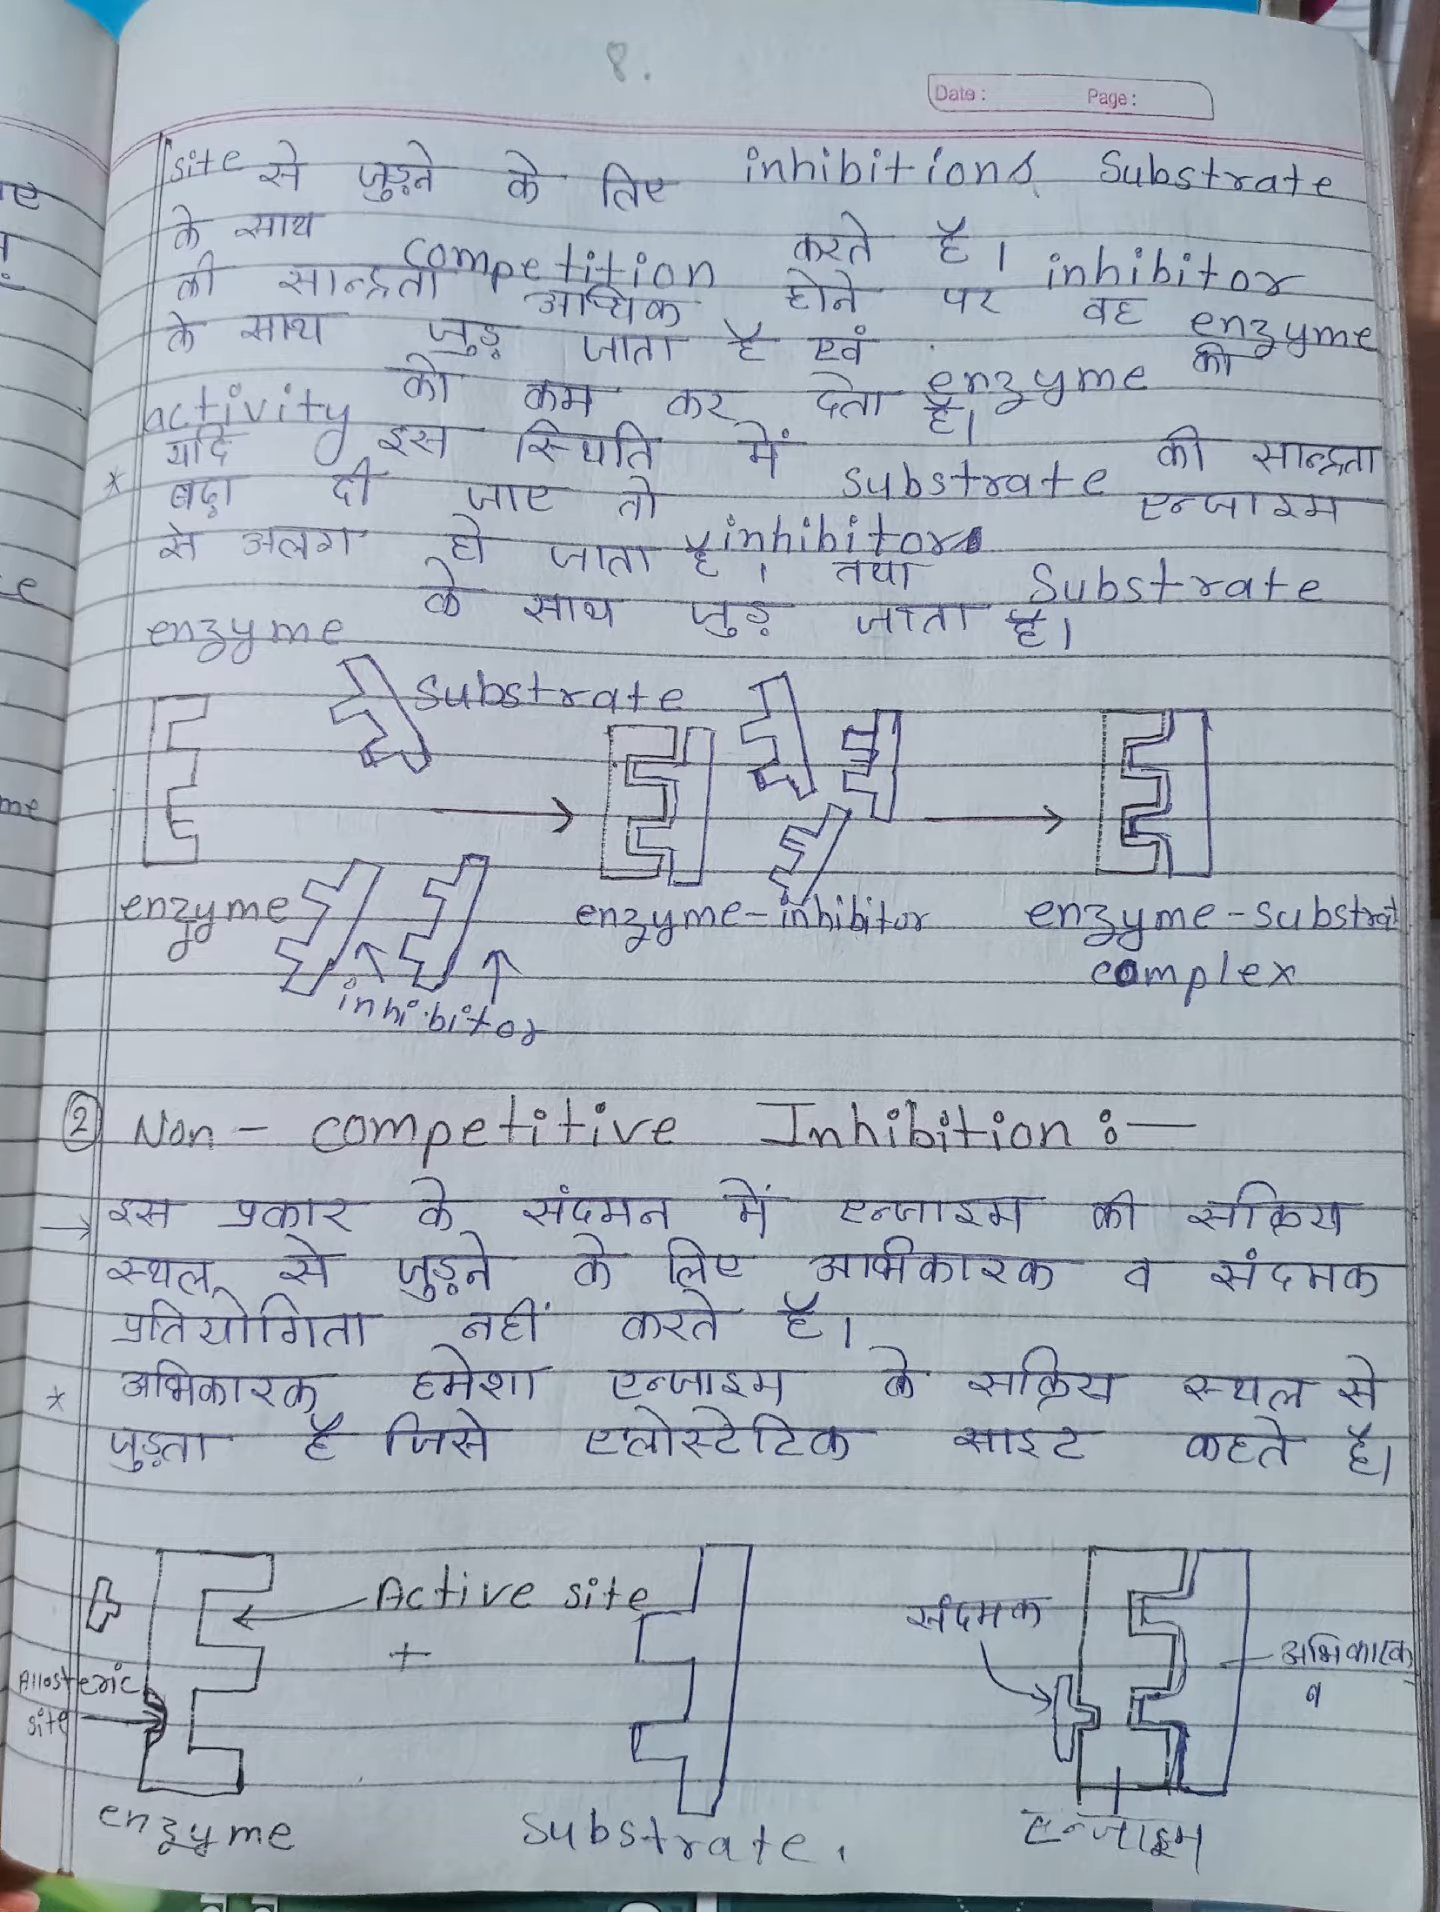 8.
Date : Page :
site से जुड़ने के लिए inhibitions Substrate
के साथ competition करते है। inhibitor
की सान्द्रता अधिक होने पर वह enzyme
के साथ जुड़ जाता है एवं enzyme की
activity को कम कर देता है।
* यदि इस स्थिति में substrate की सान्द्रता
बढ़ा दी जाए तो inhibitor एन्जाइम
से अलग हो जाता है। तथा Substrate
enzyme के साथ जुड़ जाता है।
substrate
enzyme enzyme-inhibitor enzyme-substrat
complex
inhibitor
② Non - competitive Inhibition :-
→ इस प्रकार के संदमन में एन्जाइम की सक्रिय
स्थल से जुड़ने के लिए अभिकारक व संदमक
प्रतियोगिता नहीं करते है।
* अभिकारक हमेशा एन्जाइम के सक्रिय स्थल से
जुड़ता है जिसे एलोस्टेटिक साइट कहते है।
Active site
+
संदमक
अभिकारक
Allosteric
site
enzyme Substrate. एन्जाइम